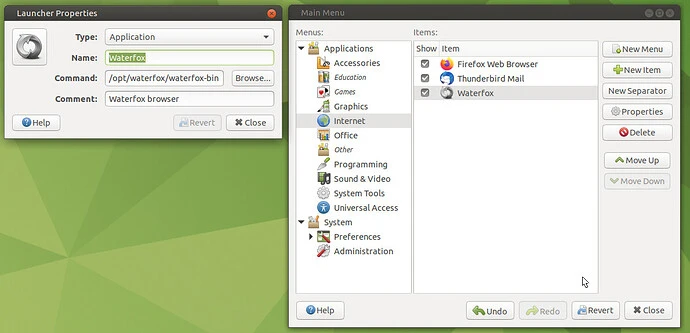 Launcher Properties
Type: Application
Name: Waterfox
Command: /opt/waterfox/waterfox-bin Browse...
Comment: Waterfox browser
Help Revert Close
Main Menu
Menus:
Applications
Accessories
Education
Games
Graphics
Internet
Office
Other
Programming
Sound & Video
System Tools
Universal Access
System
Preferences
Administration
Items:
Show Item
Firefox Web Browser
Thunderbird Mail
Waterfox
New Menu
New Item
New Separator
Properties
Delete
Move Up
Move Down
Help Undo Redo Revert Close